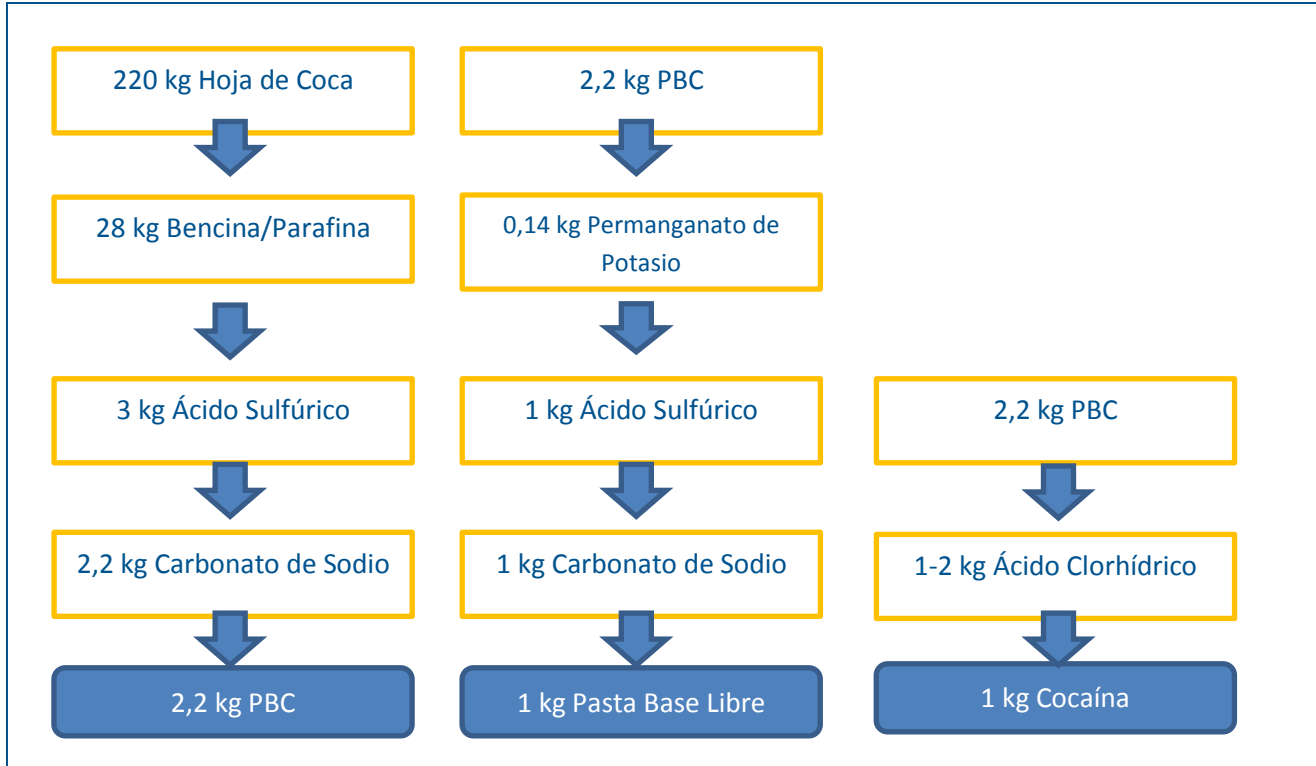 220 kg Hoja de Coca
28 kg Bencina/Parafina
3 kg Ácido Sulfúrico
2,2 kg Carbonato de Sodio
2,2 kg PBC
2,2 kg PBC
0,14 kg Permanganato de
Potasio
1 kg Ácido Sulfúrico
1 kg Carbonato de Sodio
1 kg Pasta Base Libre
2,2 kg PBC
1-2 kg Ácido Clorhídrico
1 kg Cocaína